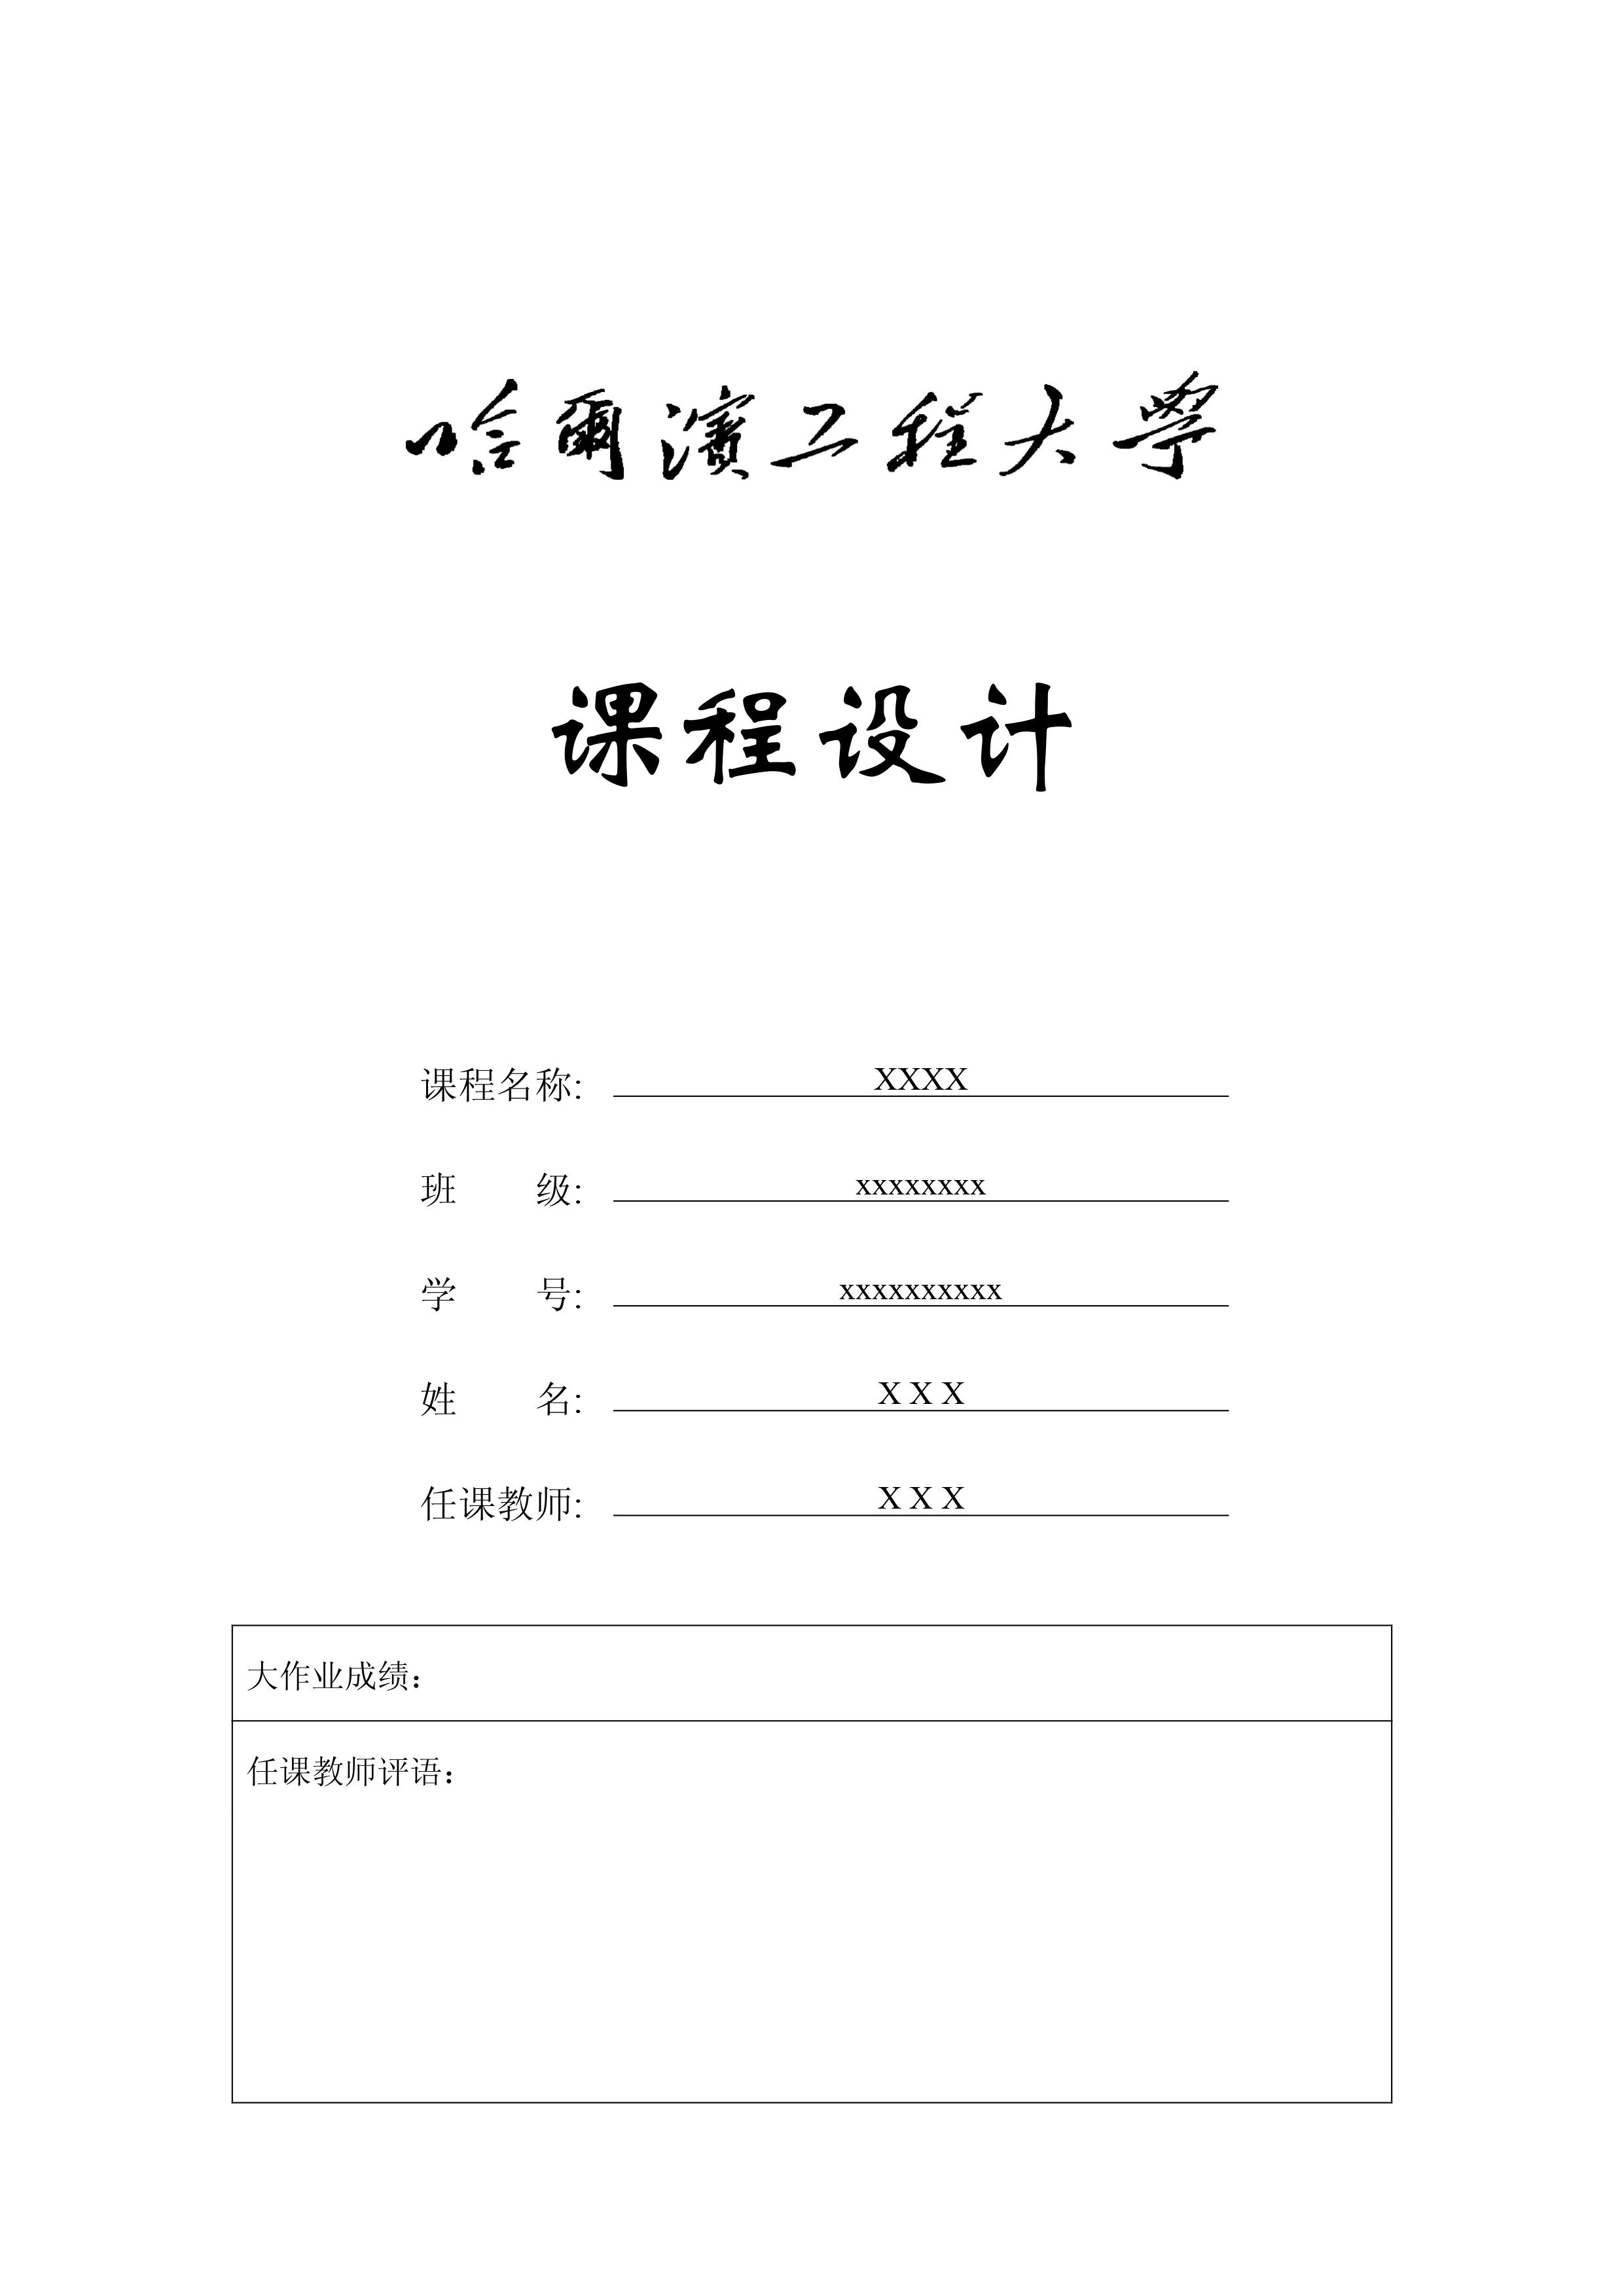 哈爾濱工程大學
课程设计
课程名称: XXXX
班 级: xxxxxxxx
学 号: xxxxxxxxxx
姓 名: X X X
任课教师: X X X
大作业成绩：
任课教师评语：